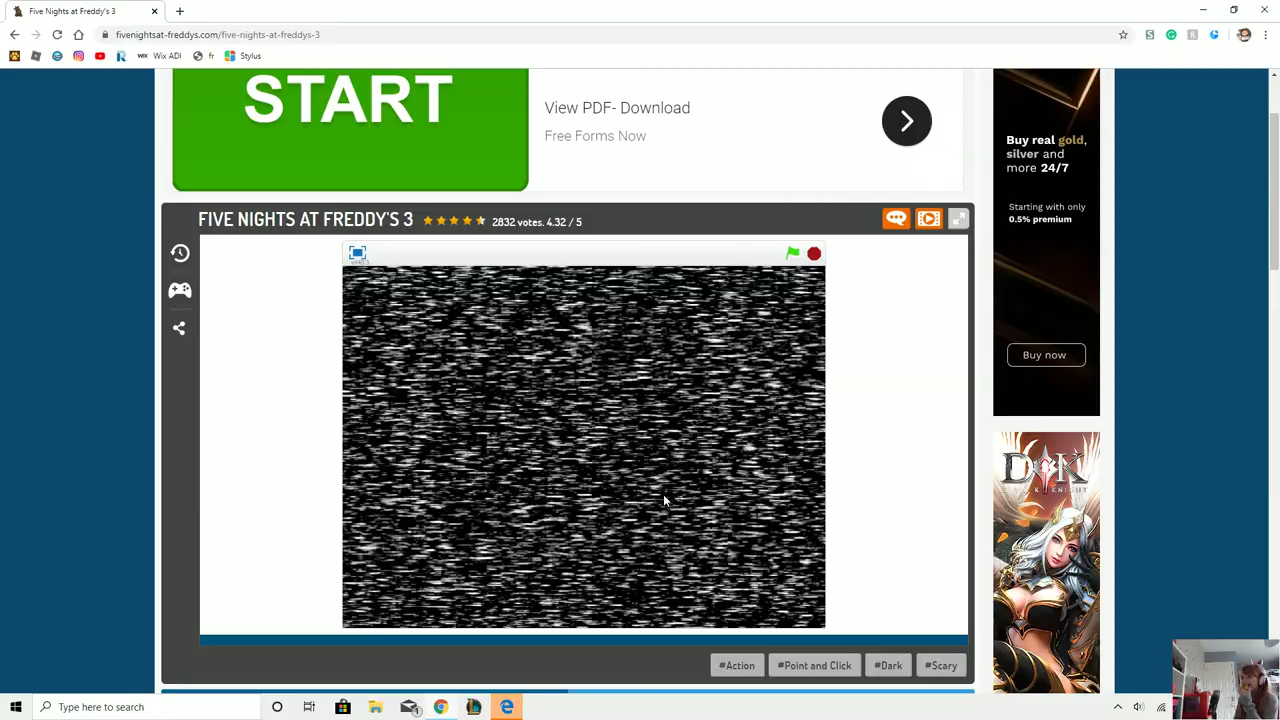 Five Nights at Freddy's 3
fivenightsat-freddys.com/five-nights-at-freddys-3
Wix ADI
fr
Stylus
START
View PDF- Download
Free Forms Now
Buy real gold,
silver and
more 24/7
Starting with only
0.5% premium
Buy now
FIVE NIGHTS AT FREDDY'S 3
2832 votes. 4.32 / 5
#Action
#Point and Click
#Dark
#Scary
Type here to search